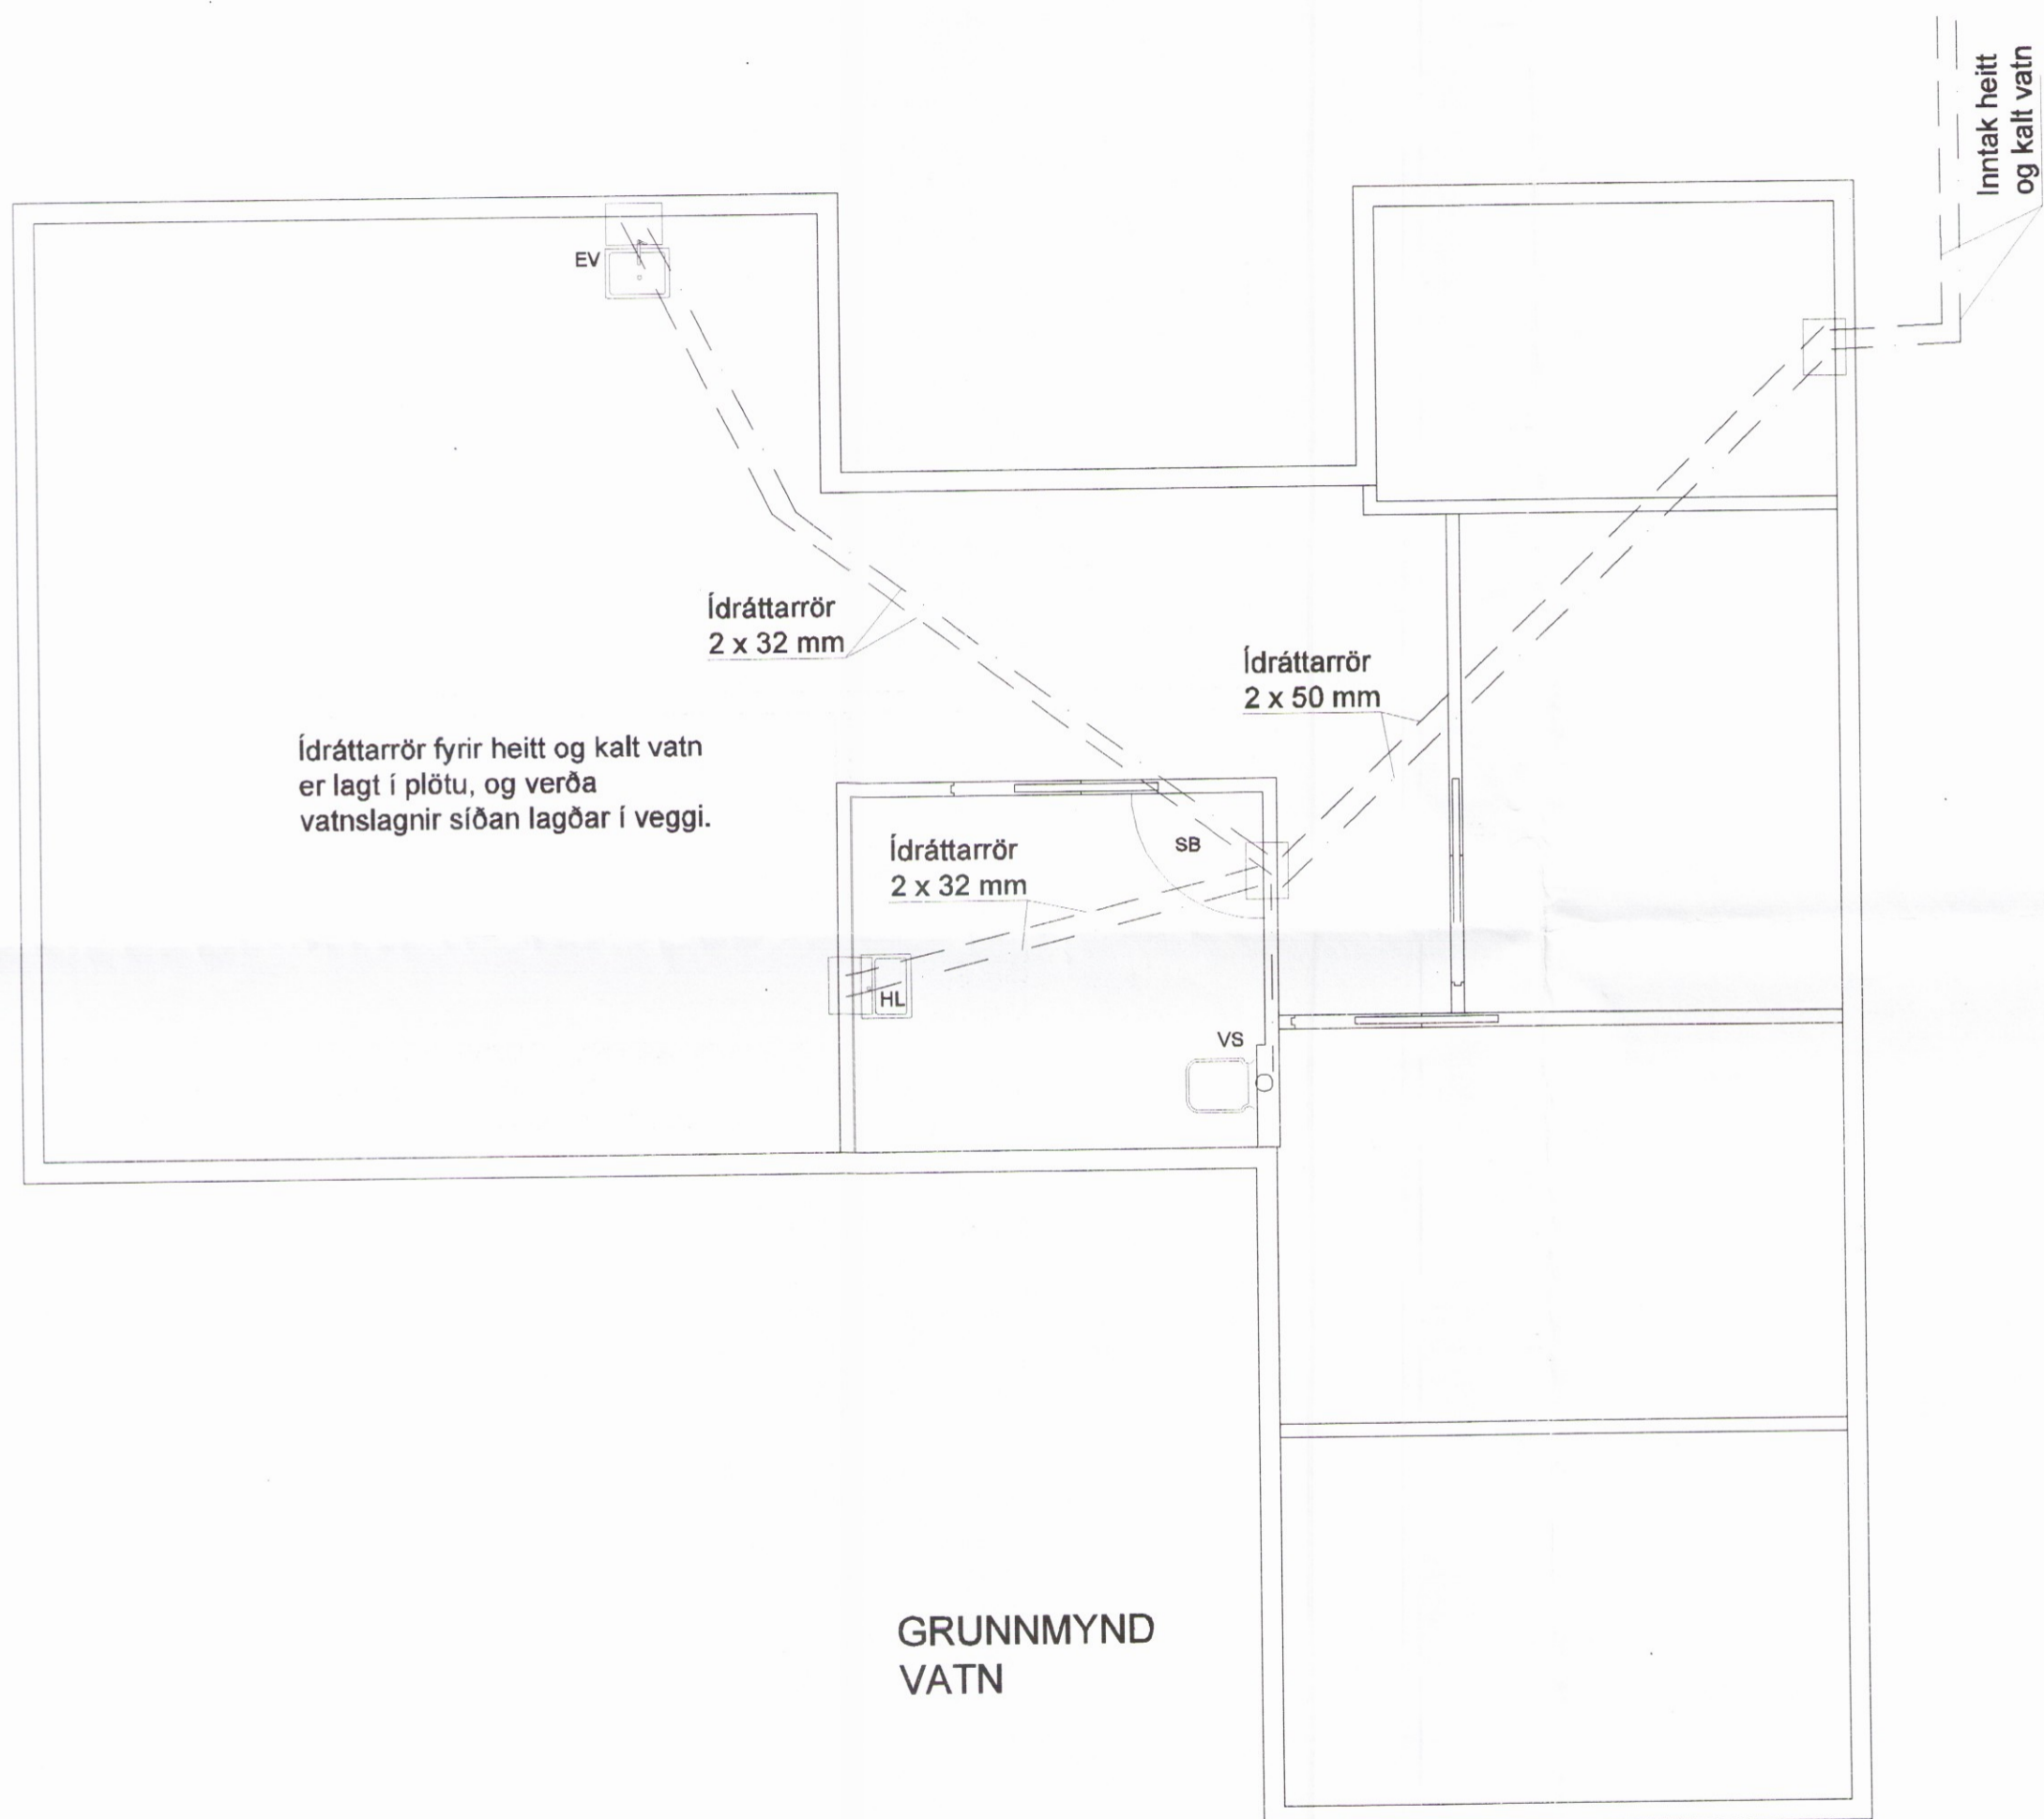 Inntak heitt
og kalt vatn
EV
Ídráttarrör
2 x 32 mm
Ídráttarrör
2 x 50 mm
Ídráttarrör fyrir heitt og kalt vatn
er lagt í plötu, og verða
vatnslagnir síðan lagðar í veggi.
Ídráttarrör
2 x 32 mm
SB
HL
VS
GRUNNMYND
VATN